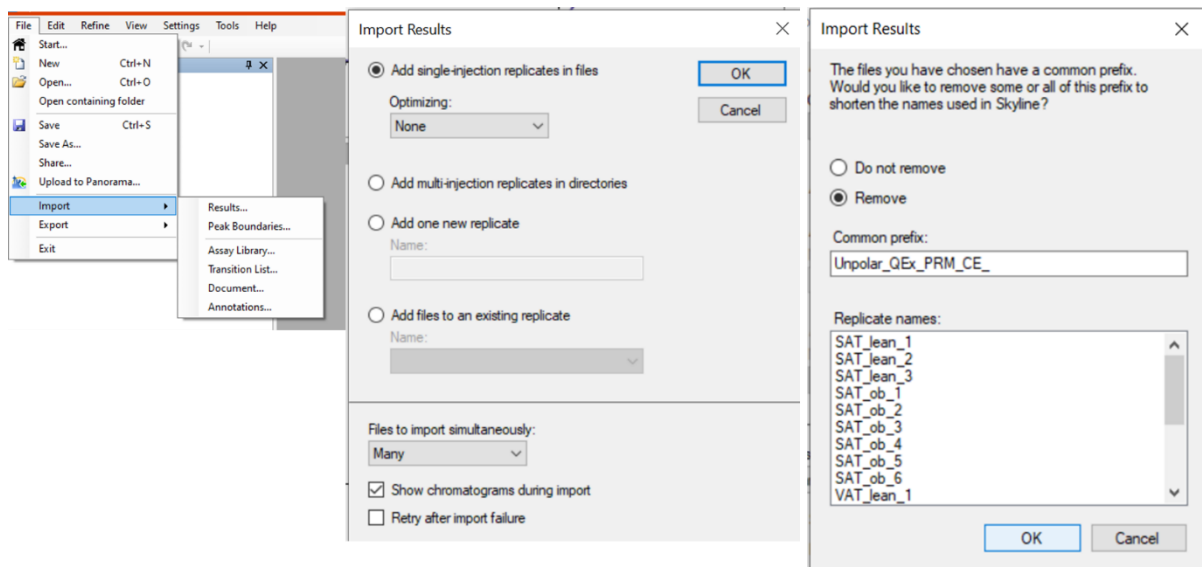 File Edit Refine View Settings Tools Help
Start...
New Ctrl+N
Open... Ctrl+O
Open containing folder
Save Ctrl+S
Save As...
Share...
Upload to Panorama...
Import
Export
Exit
Results...
Peak Boundaries...
Assay Library...
Transition List...
Document...
Annotations...
Import Results
Add single-injection replicates in files
OK
Optimizing:
Cancel
None
Add multi-injection replicates in directories
Add one new replicate
Name:
Add files to an existing replicate
Name:
Files to import simultaneously:
Many
Show chromatograms during import
Retry after import failure
Import Results
The files you have chosen have a common prefix.
Would you like to remove some or all of this prefix to
shorten the names used in Skyline?
Do not remove
Remove
Common prefix:
Unpolar_QEx_PRM_CE_
Replicate names:
SAT_lean_1
SAT_lean_2
SAT_lean_3
SAT_ob_1
SAT_ob_2
SAT_ob_3
SAT_ob_4
SAT_ob_5
SAT_ob_6
VAT_lean_1
OK Cancel